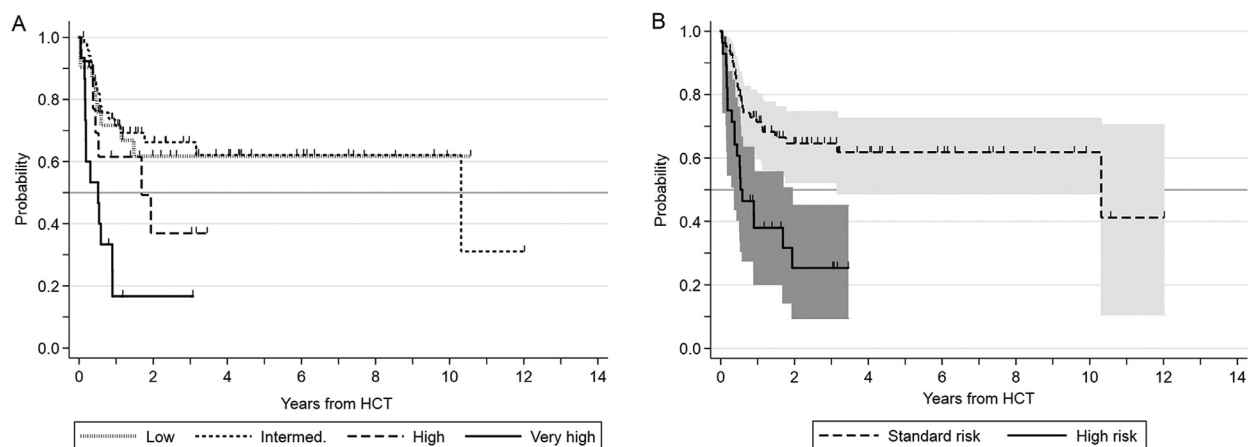 A
1.0
0.8
0.6
0.4
0.2
0.0
Probability
0 2 4 6 8 10 12 14
Years from HCT
Low Intermed. High Very high
B
1.0
0.8
0.6
0.4
0.2
0.0
Probability
0 2 4 6 8 10 12 14
Years from HCT
Standard risk High risk